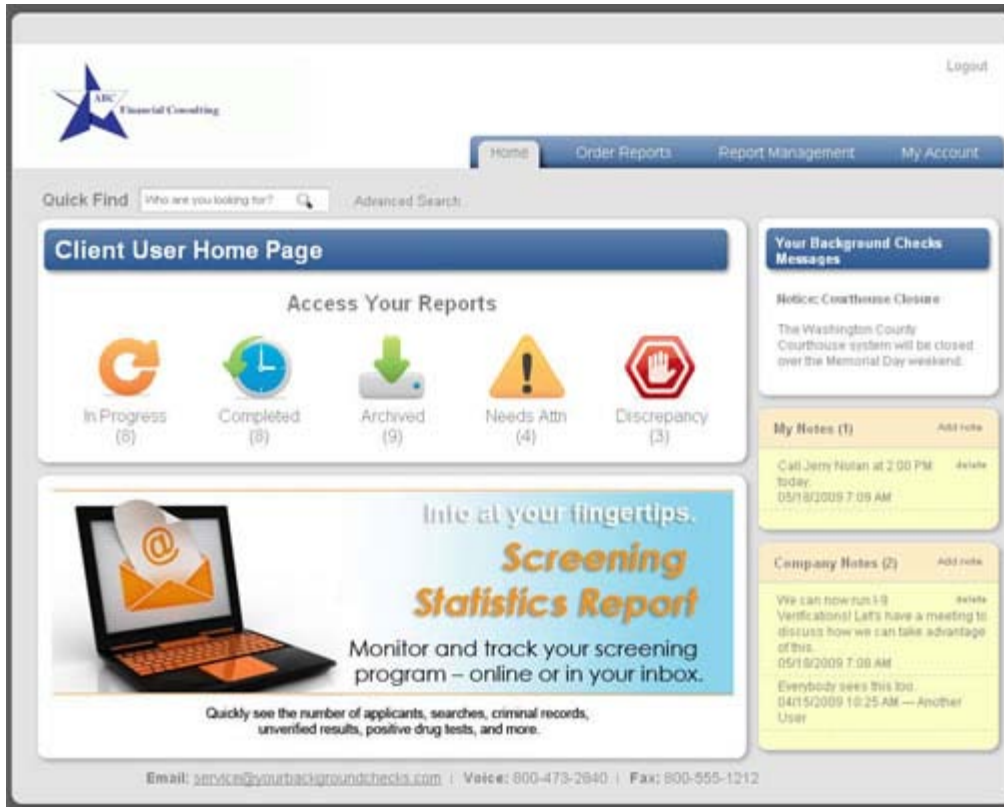 Logout
ABC
Financial Consulting
Home Order Reports Report Management My Account
Quick Find Who are you looking for? Advanced Search
Client User Home Page
Access Your Reports
In Progress
(8)
Completed
(8)
Archived
(9)
Needs Attn
(4)
Discrepancy
(3)
Info at your fingertips.
Screening
Statistics Report
Monitor and track your screening
program – online or in your inbox.
Quickly see the number of applicants, searches, criminal records,
unverified results, positive drug tests, and more.
Your Background Checks
Messages
Notice: Courthouse Closure
The Washington County
Courthouse system will be closed
over the Memorial Day weekend.
My Notes (1) Add note
Call Jerry Nolan at 2:00 PM delete
today.
05/18/2009 7:09 AM
Company Notes (2) Add note
We can now run I-9 delete
Verifications! Let's have a meeting to
discuss how we can take advantage
of this.
05/18/2009 7:08 AM
Everybody sees this too.
04/15/2009 10:25 AM — Another
User
Email: service@yourbackgroundchecks.com | Voice: 800-473-2840 | Fax: 800-555-1212